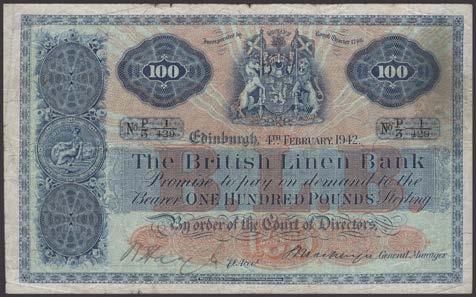 Incorporated by Royal Charter 1746.
100 100
No P/3 1/429 No P/3 1/429
Edinburgh, 4TH FEBRUARY, 1942.
The British Linen Bank
Promise to pay on demand to the
Bearer ONE HUNDRED POUNDS Sterling
By order of the Court of Directors.
General Manager